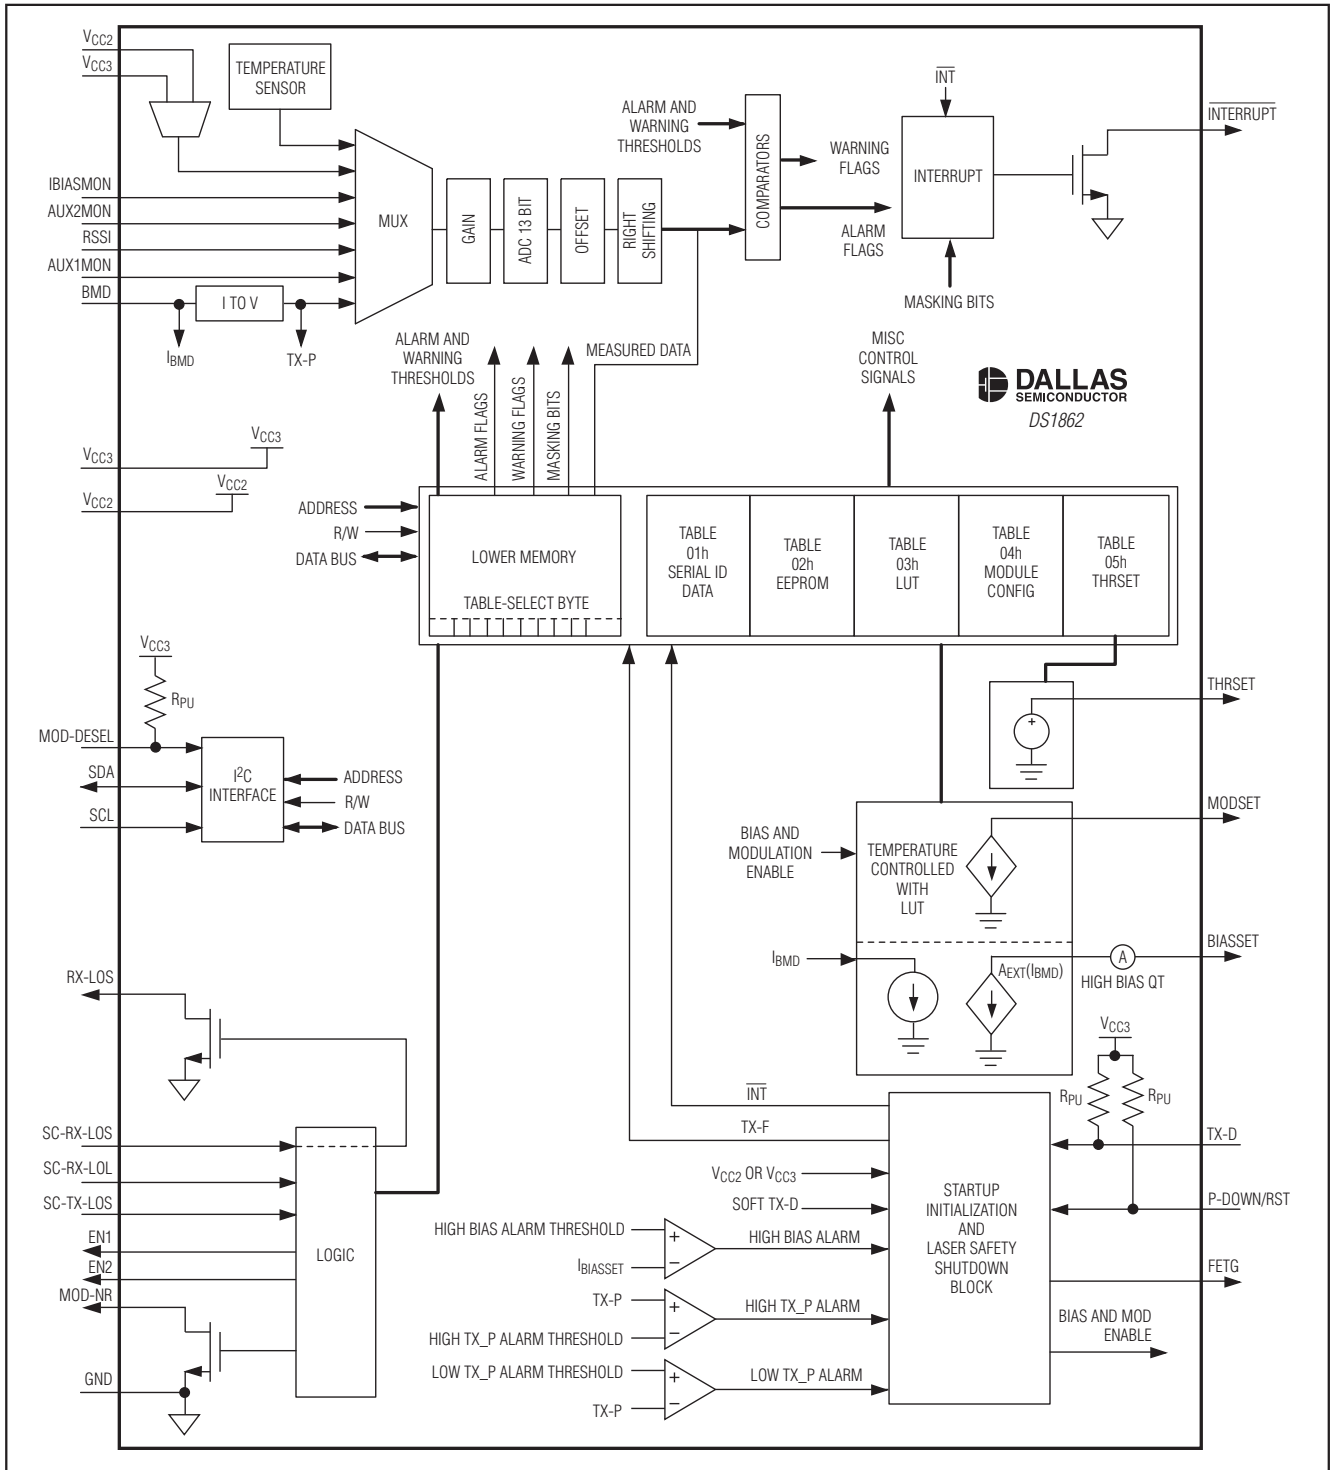 VCC2
VCC3
TEMPERATURE
SENSOR
IBIASMON
AUX2MON
RSSI
AUX1MON
BMD
I TO V
IBMD
TX-P
MUX
GAIN
ADC 13 BIT
OFFSET
RIGHT
SHIFTING
ALARM AND
WARNING
THRESHOLDS
COMPARATORS
WARNING
FLAGS
ALARM
FLAGS
INT
INTERRUPT
MASKING BITS
INTERRUPT
ALARM AND
WARNING
THRESHOLDS
ALARM FLAGS
WARNING FLAGS
MASKING BITS
MEASURED DATA
MISC
CONTROL
SIGNALS
DALLAS
SEMICONDUCTOR
DS1862
VCC3
VCC3
VCC2
VCC2
ADDRESS
R/W
DATA BUS
LOWER MEMORY
TABLE-SELECT BYTE
TABLE
01h
SERIAL ID
DATA
TABLE
02h
EEPROM
TABLE
03h
LUT
TABLE
04h
MODULE
CONFIG
TABLE
05h
THRSET
VCC3
RPU
MOD-DESEL
SDA
SCL
I2C
INTERFACE
ADDRESS
R/W
DATA BUS
+
THRSET
BIAS AND
MODULATION
ENABLE
TEMPERATURE
CONTROLLED
WITH
LUT
MODSET
IBMD
AEXT(IBMD)
A
HIGH BIAS QT
BIASSET
RX-LOS
SC-RX-LOS
SC-RX-LOL
SC-TX-LOS
EN1
EN2
MOD-NR
GND
LOGIC
VCC3
RPU
RPU
INT
TX-F
VCC2 OR VCC3
SOFT TX-D
HIGH BIAS ALARM THRESHOLD
IBIASSET
+
−
HIGH BIAS ALARM
TX-P
HIGH TX_P ALARM THRESHOLD
+
−
HIGH TX_P ALARM
LOW TX_P ALARM THRESHOLD
TX-P
+
−
LOW TX_P ALARM
STARTUP
INITIALIZATION
AND
LASER SAFETY
SHUTDOWN
BLOCK
TX-D
P-DOWN/RST
FETG
BIAS AND MOD
ENABLE